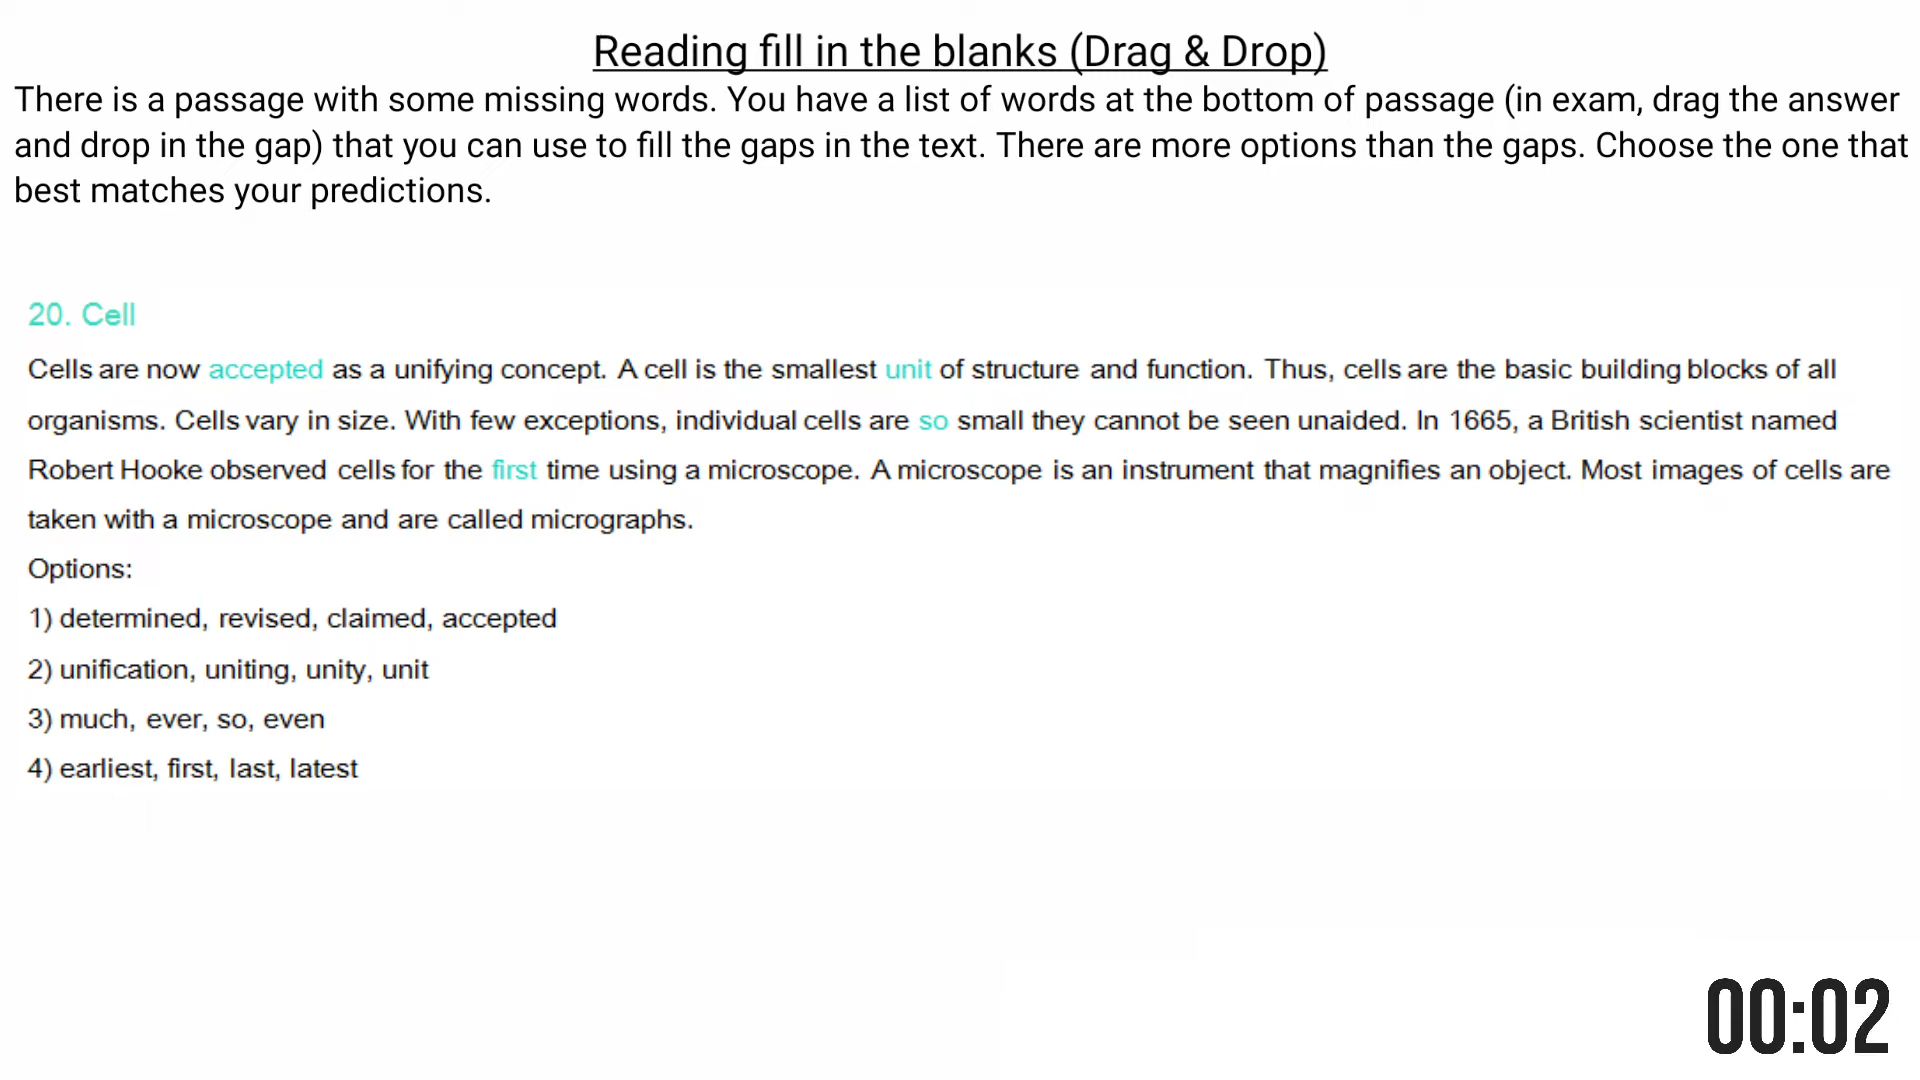 Reading fill in the blanks (Drag & Drop)
There is a passage with some missing words. You have a list of words at the bottom of passage (in exam, drag the answer
and drop in the gap) that you can use to fill the gaps in the text. There are more options than the gaps. Choose the one that
best matches your predictions.
20. Cell
Cells are now accepted as a unifying concept. A cell is the smallest unit of structure and function. Thus, cells are the basic building blocks of all
organisms. Cells vary in size. With few exceptions, individual cells are so small they cannot be seen unaided. In 1665, a British scientist named
Robert Hooke observed cells for the first time using a microscope. A microscope is an instrument that magnifies an object. Most images of cells are
taken with a microscope and are called micrographs.
Options:
1) determined, revised, claimed, accepted
2) unification, uniting, unity, unit
3) much, ever, so, even
4) earliest, first, last, latest
00:02